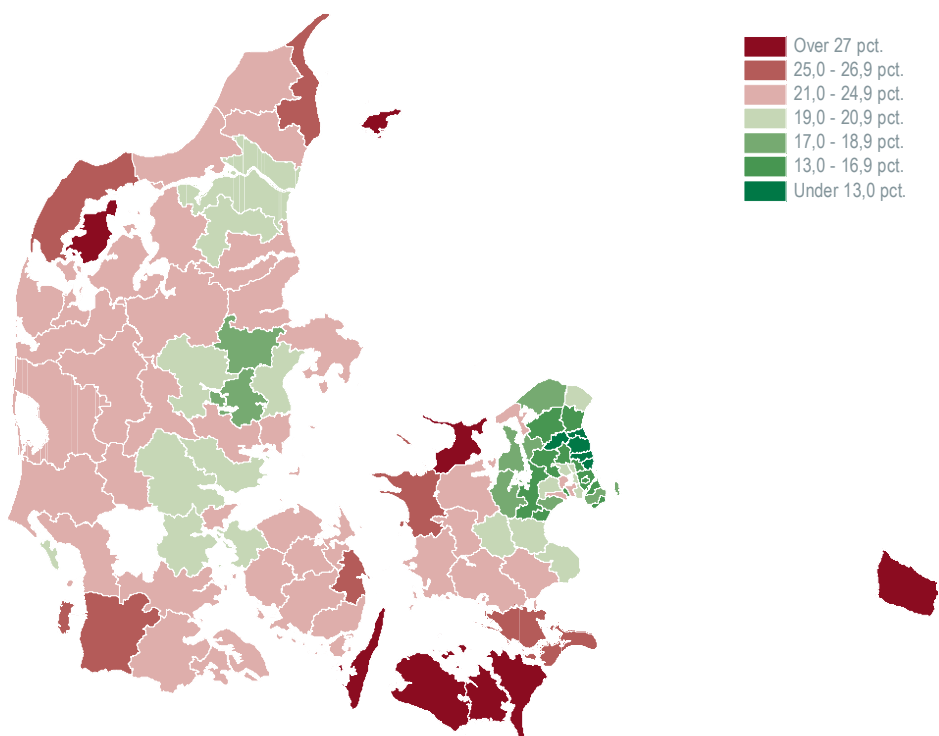 Over 27 pct.
25,0 - 26,9 pct.
21,0 - 24,9 pct.
19,0 - 20,9 pct.
17,0 - 18,9 pct.
13,0 - 16,9 pct.
Under 13,0 pct.